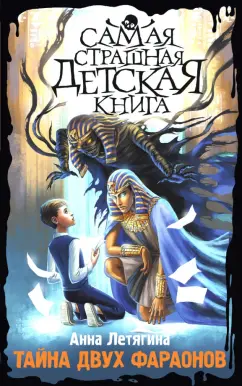 САМАЯ
СТРАШНАЯ
ДЕТСКАЯ
КНИГА
Анна Летягина
ТАЙНА ДВУХ ФАРАОНОВ